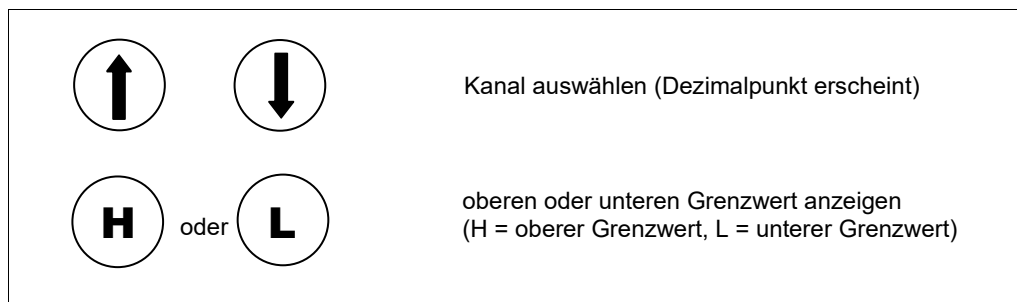 Kanal auswählen (Dezimalpunkt erscheint)
H oder L
oberen oder unteren Grenzwert anzeigen
(H = oberer Grenzwert, L = unterer Grenzwert)